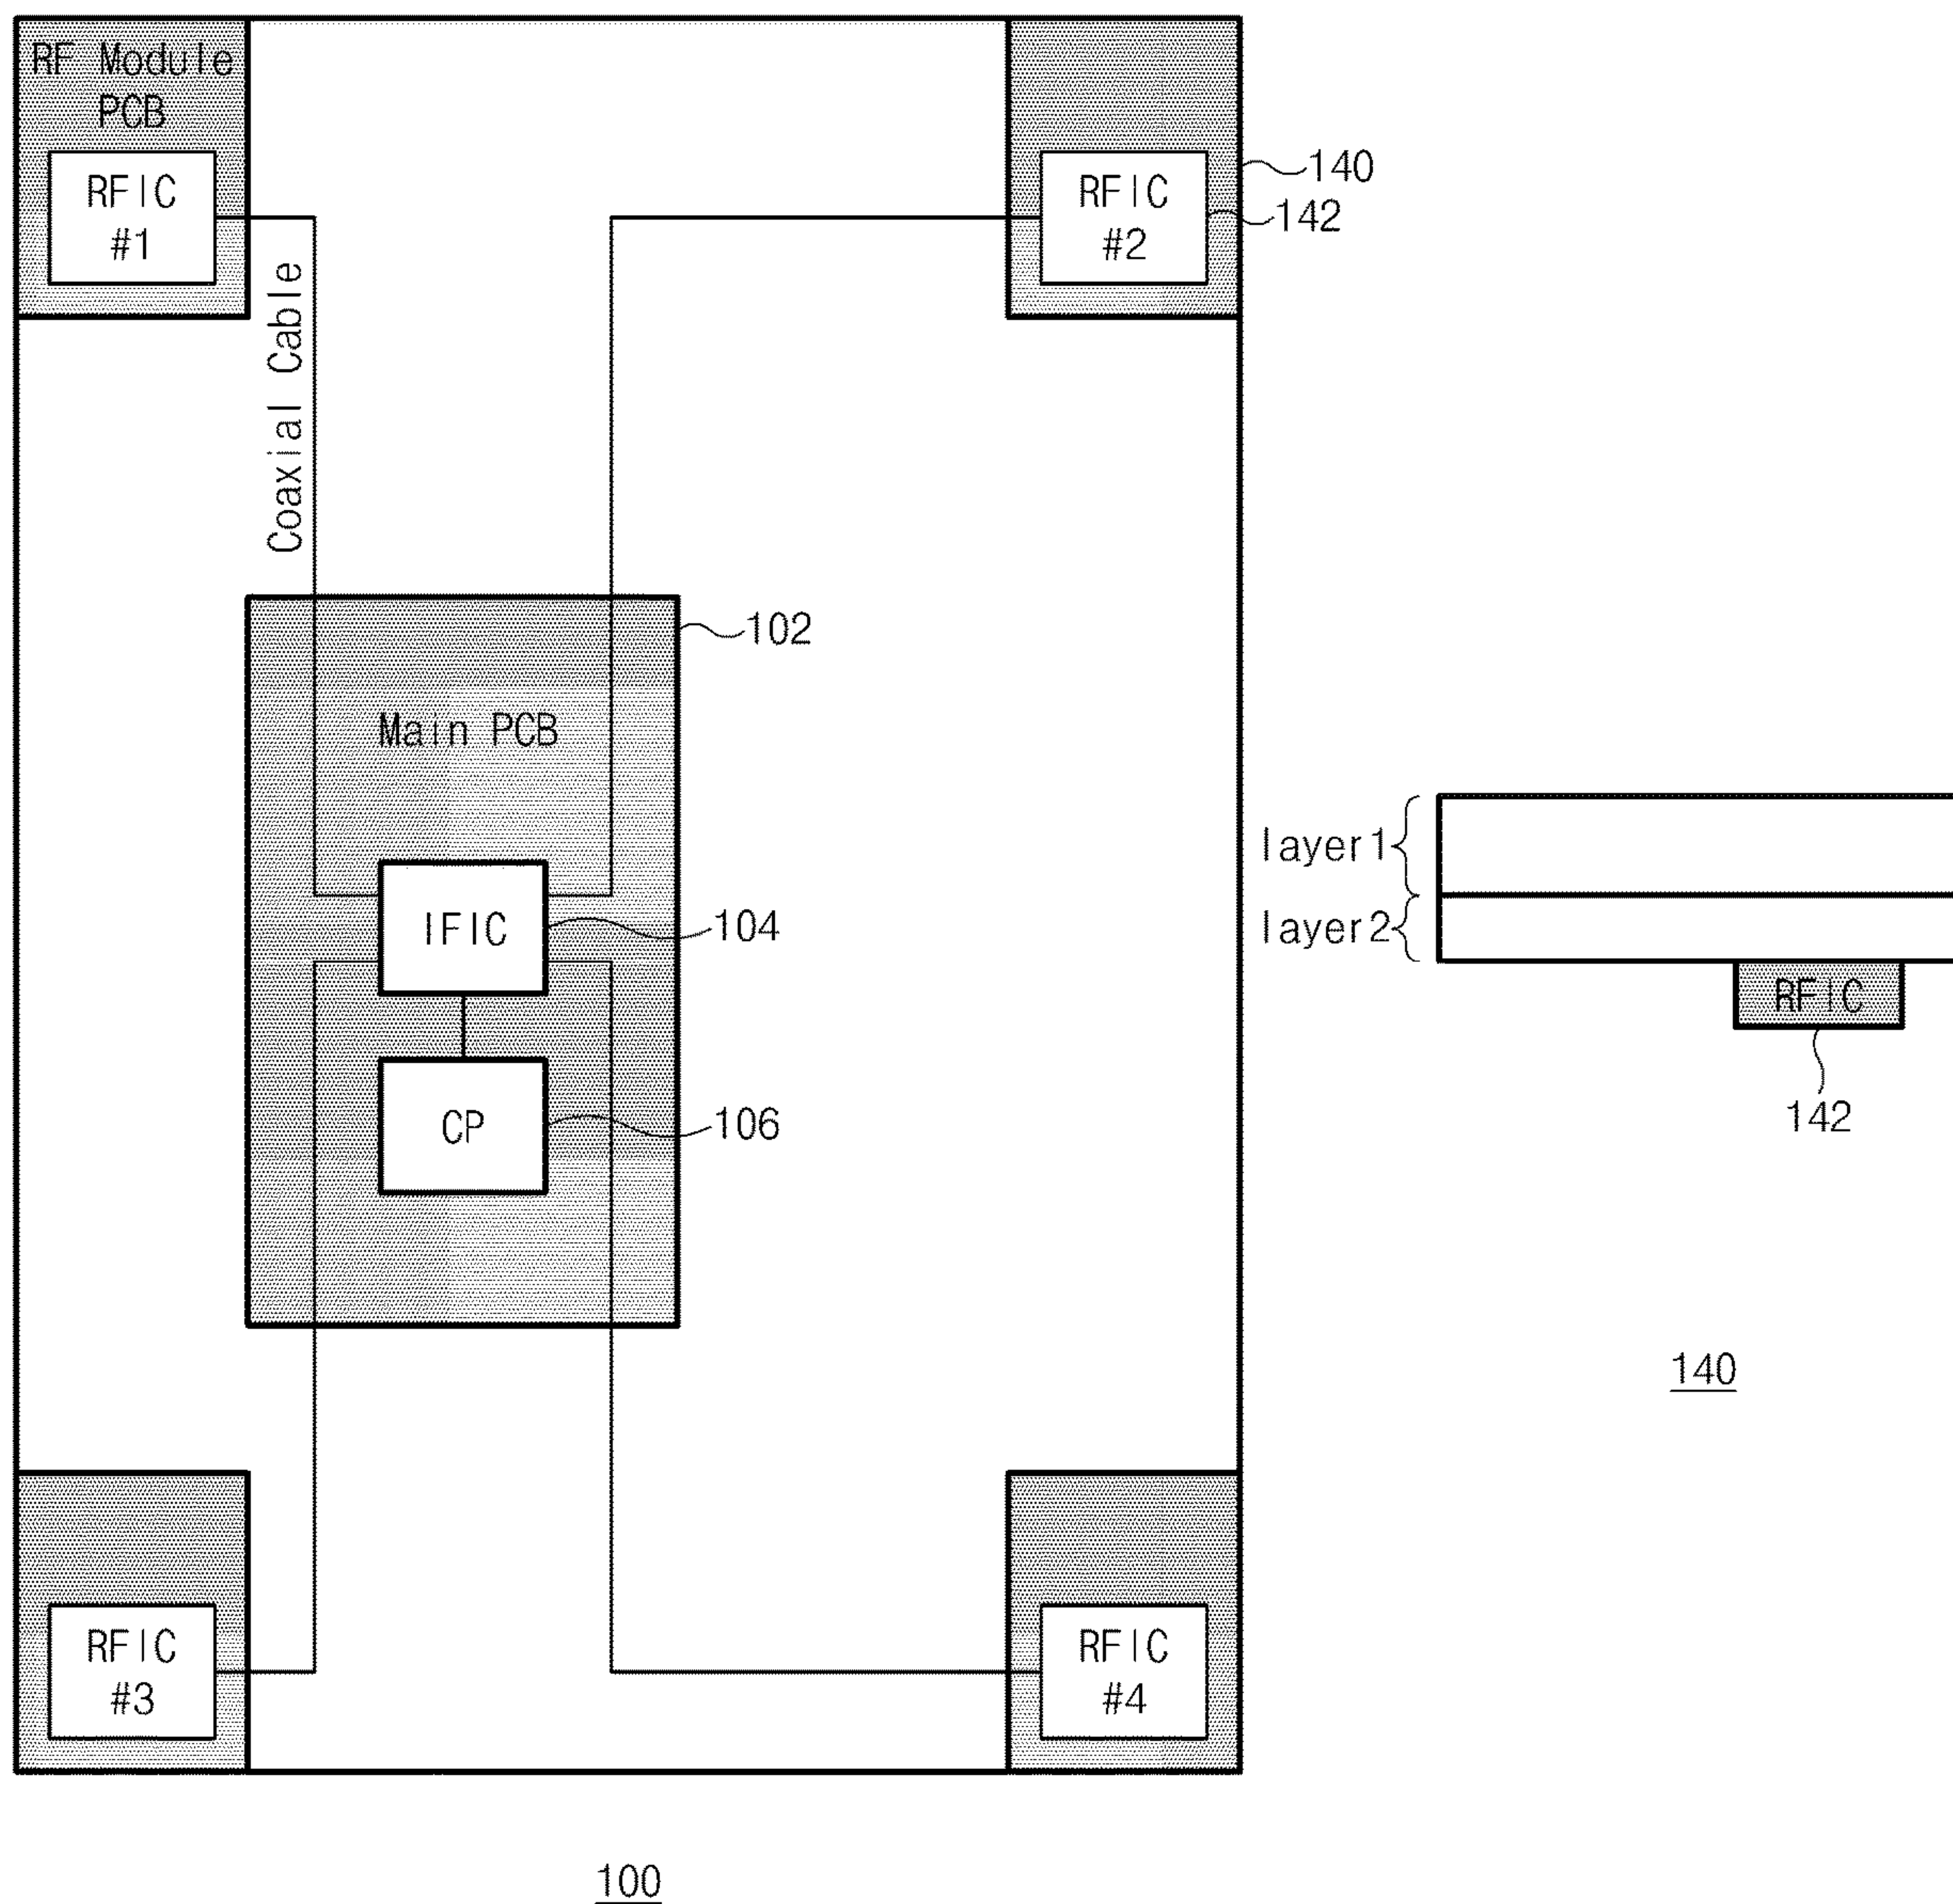 RF Module
PCB
RFIC
#1
RFIC
#2
140
142
Coaxial Cable
102
Main PCB
IFIC
104
CP
106
layer1
layer2
RFIC
142
140
RFIC
#3
RFIC
#4
100